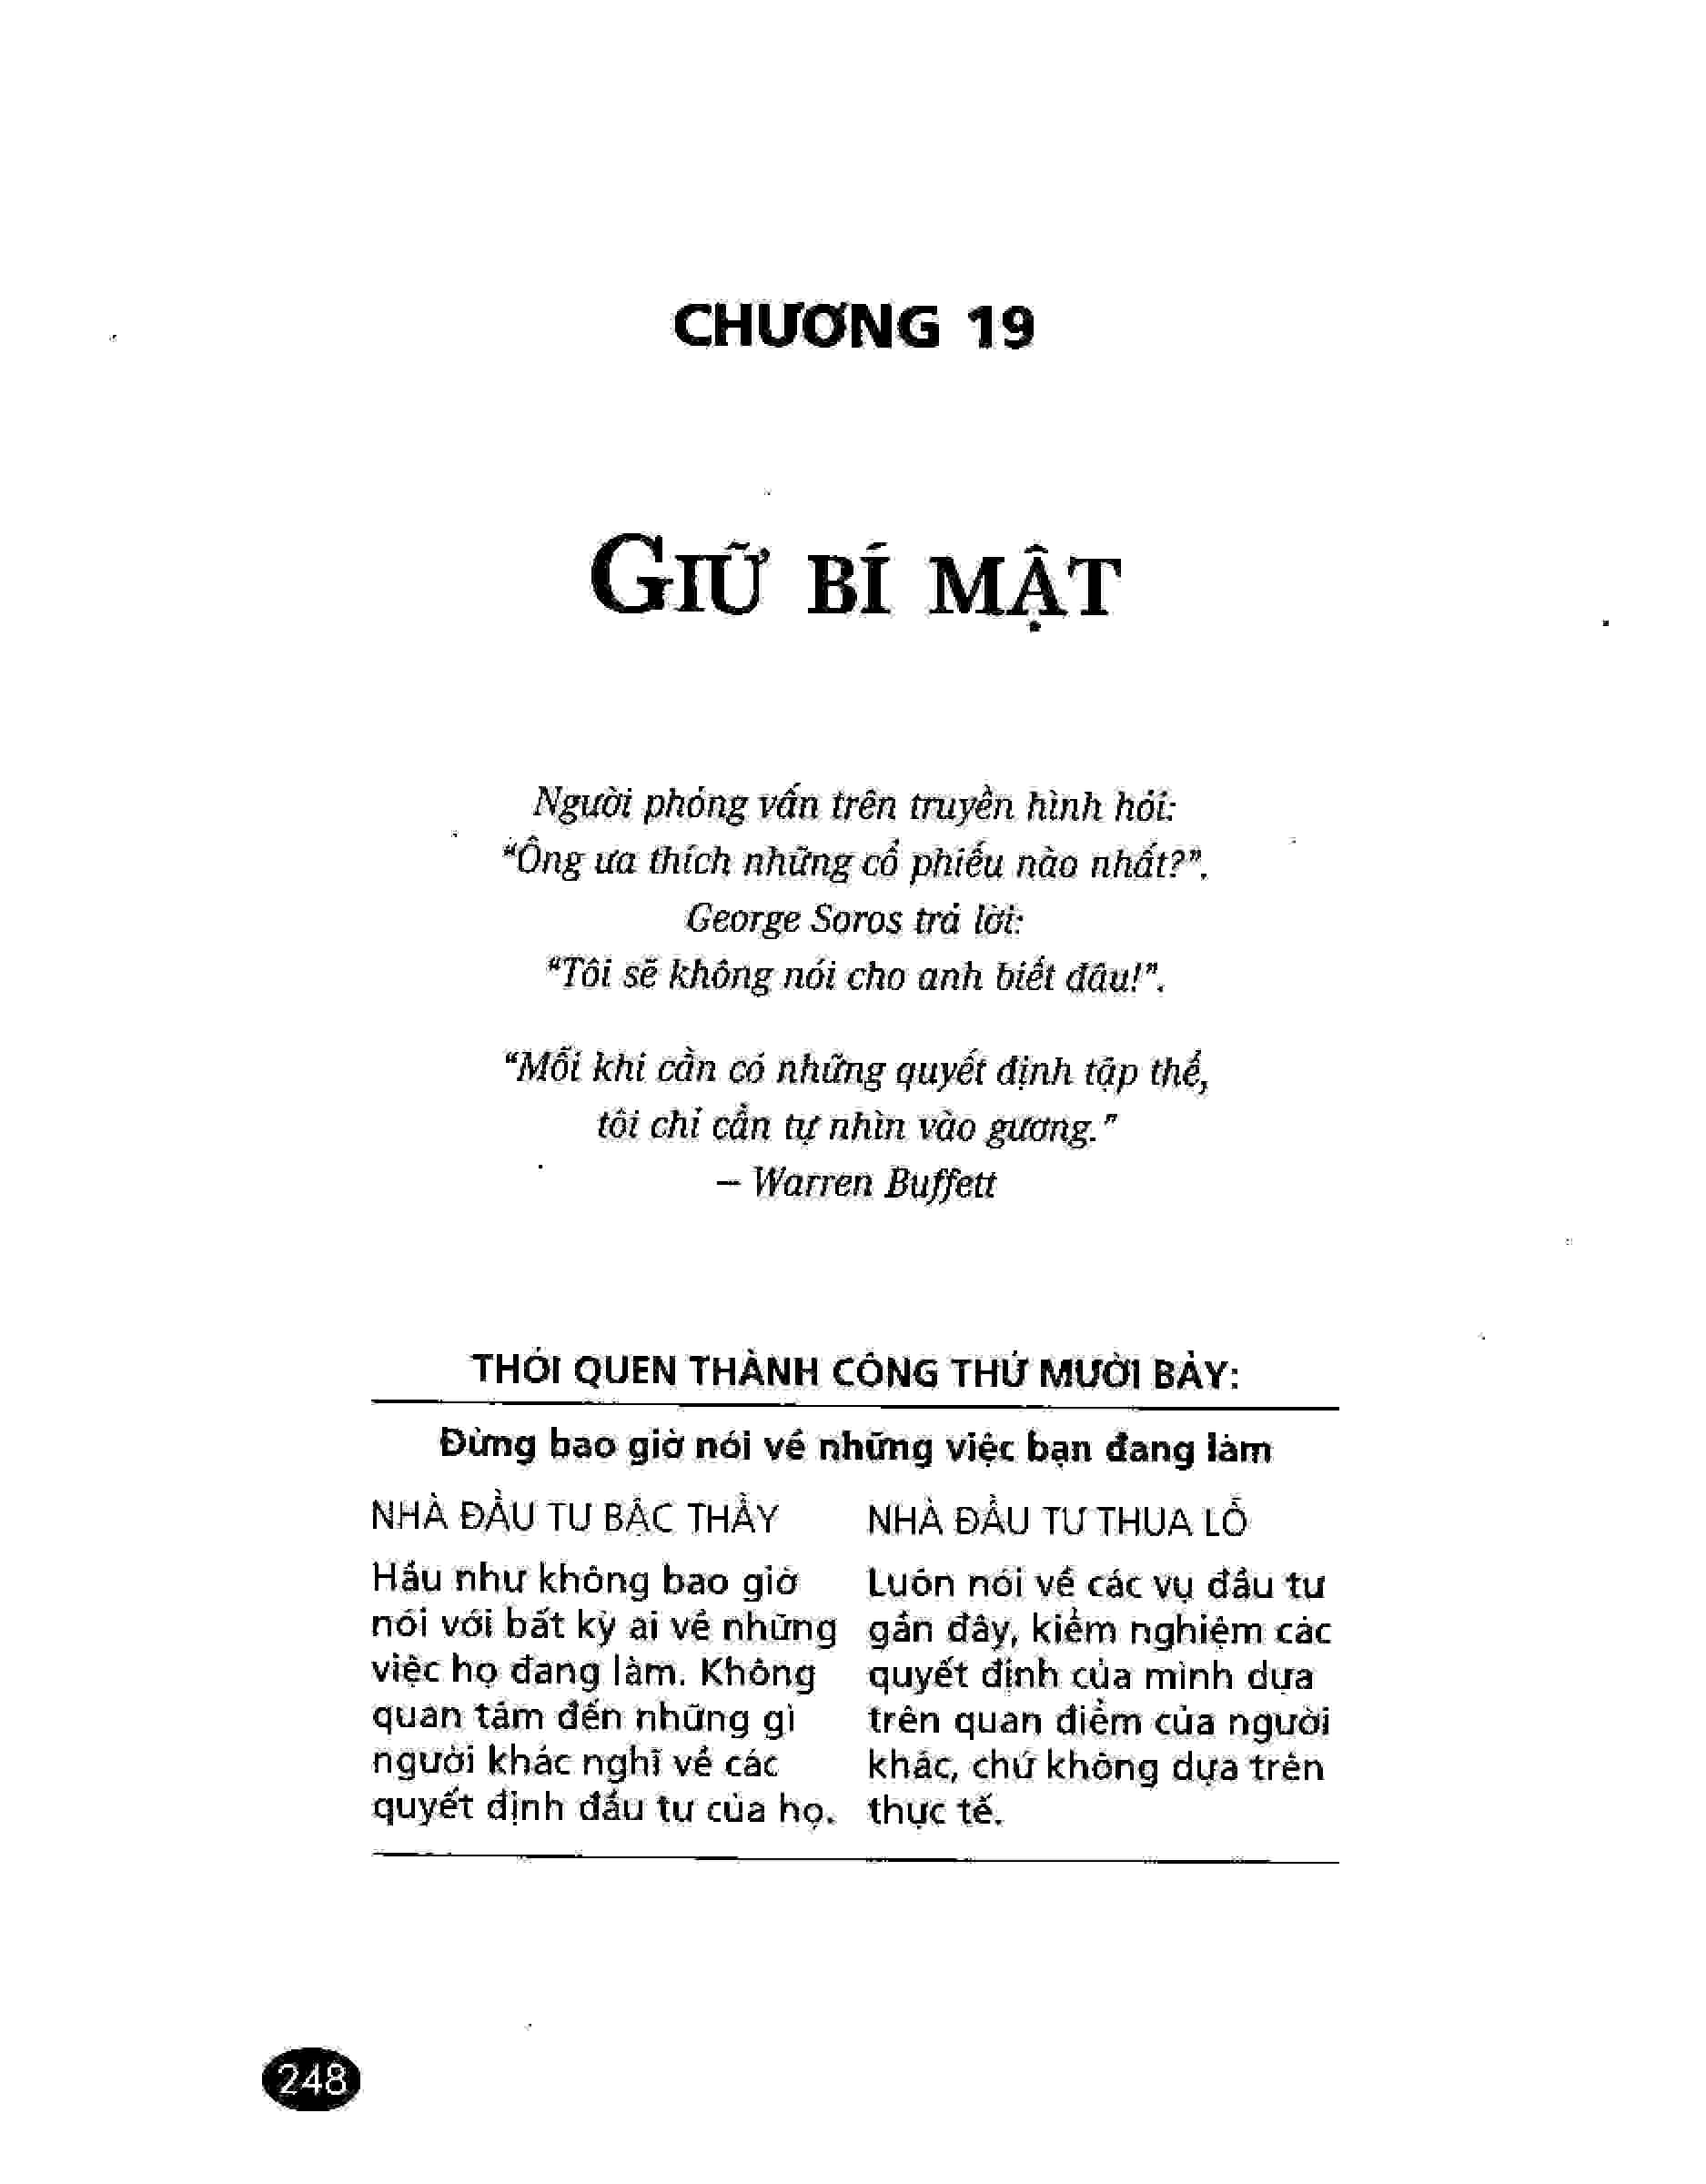 CHƯƠNG 19
GIỮ BÍ MẬT
Người phỏng vấn trên truyền hình hỏi:
“Ông ưa thích những cổ phiếu nào nhất?”.
George Soros trả lời:
“Tôi sẽ không nói cho anh biết đâu!”.
“Mỗi khi cần có những quyết định tập thể,
tôi chỉ cần tự nhìn vào gương.”
– Warren Buffett
THÓI QUEN THÀNH CÔNG THỨ MƯỜI BẢY:
Đừng bao giờ nói về những việc bạn đang làm
NHÀ ĐẦU TƯ BẬC THẦY
Hầu như không bao giờ
nói với bất kỳ ai về những
việc họ đang làm. Không
quan tâm đến những gì
người khác nghĩ về các
quyết định đầu tư của họ.
NHÀ ĐẦU TƯ THUA LỖ
Luôn nói về các vụ đầu tư
gần đây, kiểm nghiệm các
quyết định của mình dựa
trên quan điểm của người
khác, chứ không dựa trên
thực tế.
248